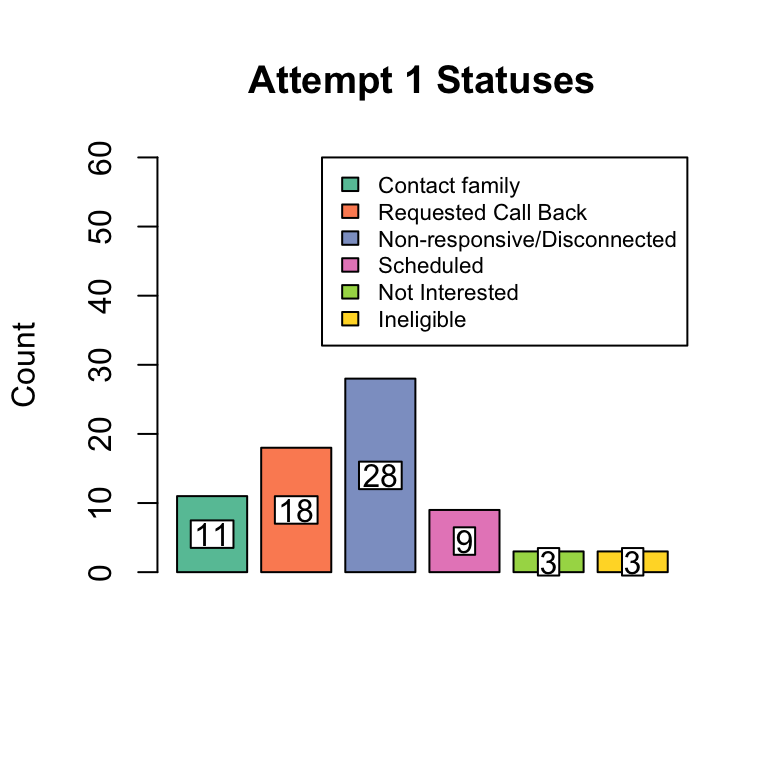 Attempt 1 Statuses
Count
60
50
40
30
20
10
0
Contact family
Requested Call Back
Non-responsive/Disconnected
Scheduled
Not Interested
Ineligible
11
18
28
9
3
3